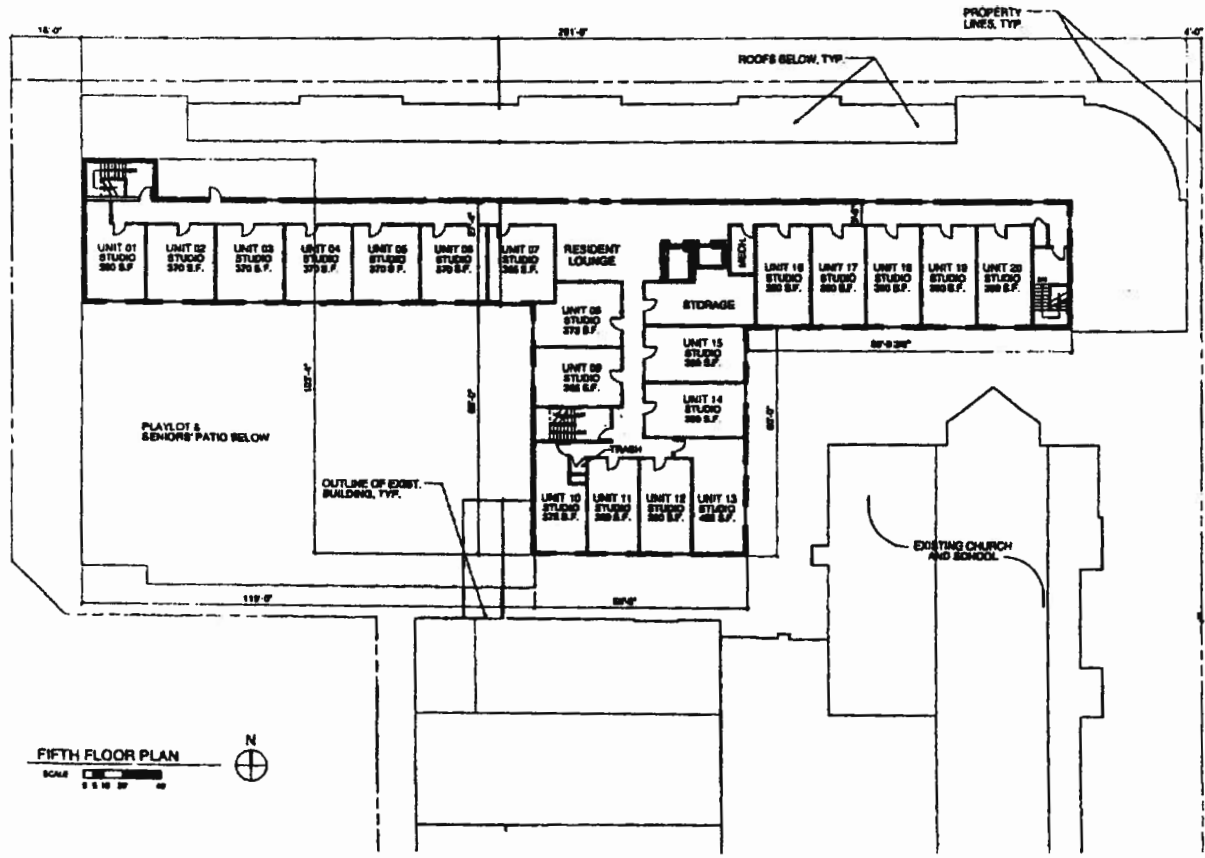 PROPERTY
LINES, TYP.
4'-0"
ROOFS BELOW, TYP.
UNIT 01
STUDIO
S.F.
UNIT 02
STUDIO
370 S.F.
UNIT 03
STUDIO
370 S.F.
UNIT 04
STUDIO
370 S.F.
UNIT 05
STUDIO
370 S.F.
UNIT 06
STUDIO
370 S.F.
UNIT 07
STUDIO
S.F.
RESIDENT
LOUNGE
MECH.
UNIT 16
STUDIO
S.F.
UNIT 17
STUDIO
S.F.
UNIT 18
STUDIO
S.F.
UNIT 19
STUDIO
S.F.
UNIT 20
STUDIO
S.F.
STORAGE
UNIT 08
STUDIO
S.F.
UNIT 15
STUDIO
S.F.
UNIT 09
STUDIO
S.F.
UNIT 14
STUDIO
S.F.
PLAYLOT &
SENIORS' PATIO BELOW
TRASH
OUTLINE OF EXIST.
BUILDING, TYP.
UNIT 10
STUDIO
S.F.
UNIT 11
STUDIO
S.F.
UNIT 12
STUDIO
S.F.
UNIT 13
STUDIO
S.F.
EXISTING CHURCH
AND SCHOOL
FIFTH FLOOR PLAN
SCALE
N